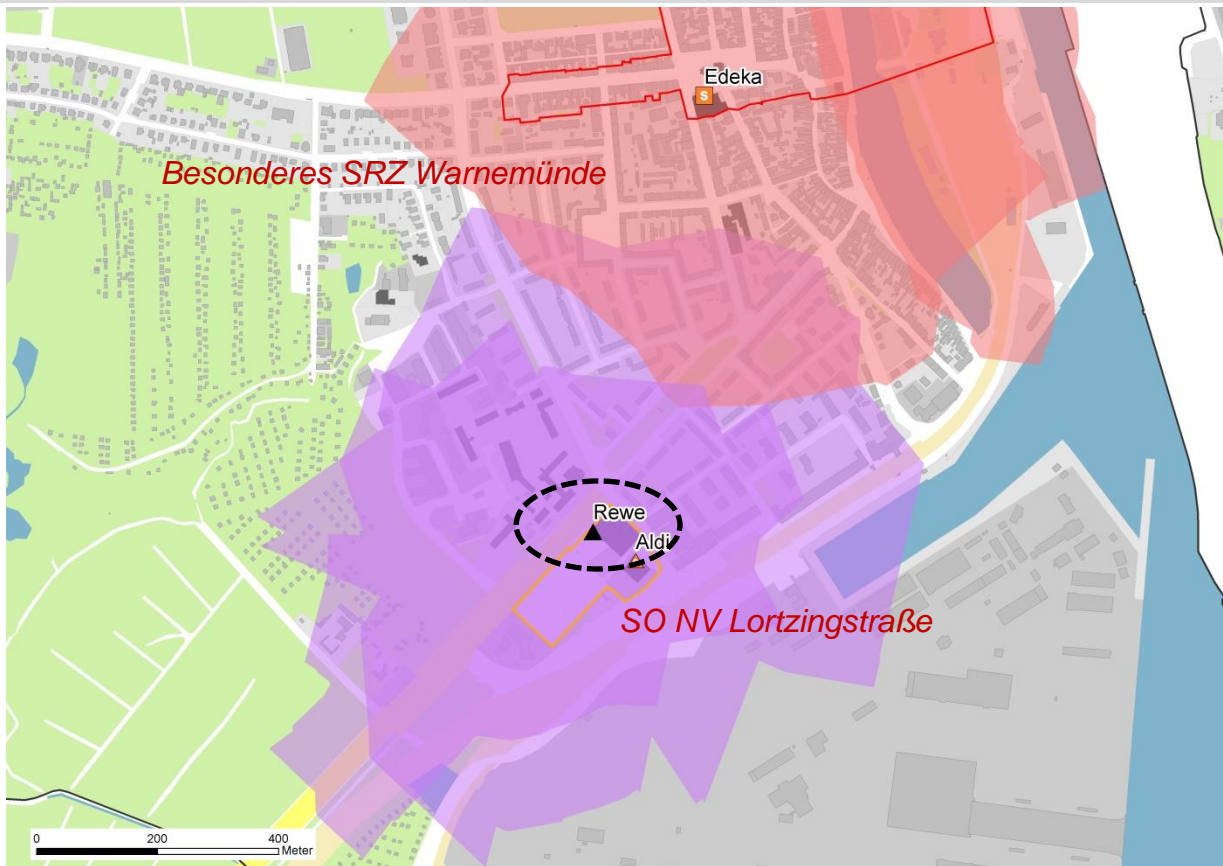 Edeka
S
Besonderes SRZ Warnemünde
Rewe
Aldi
SO NV Lortzingstraße
0 200 400
Meter